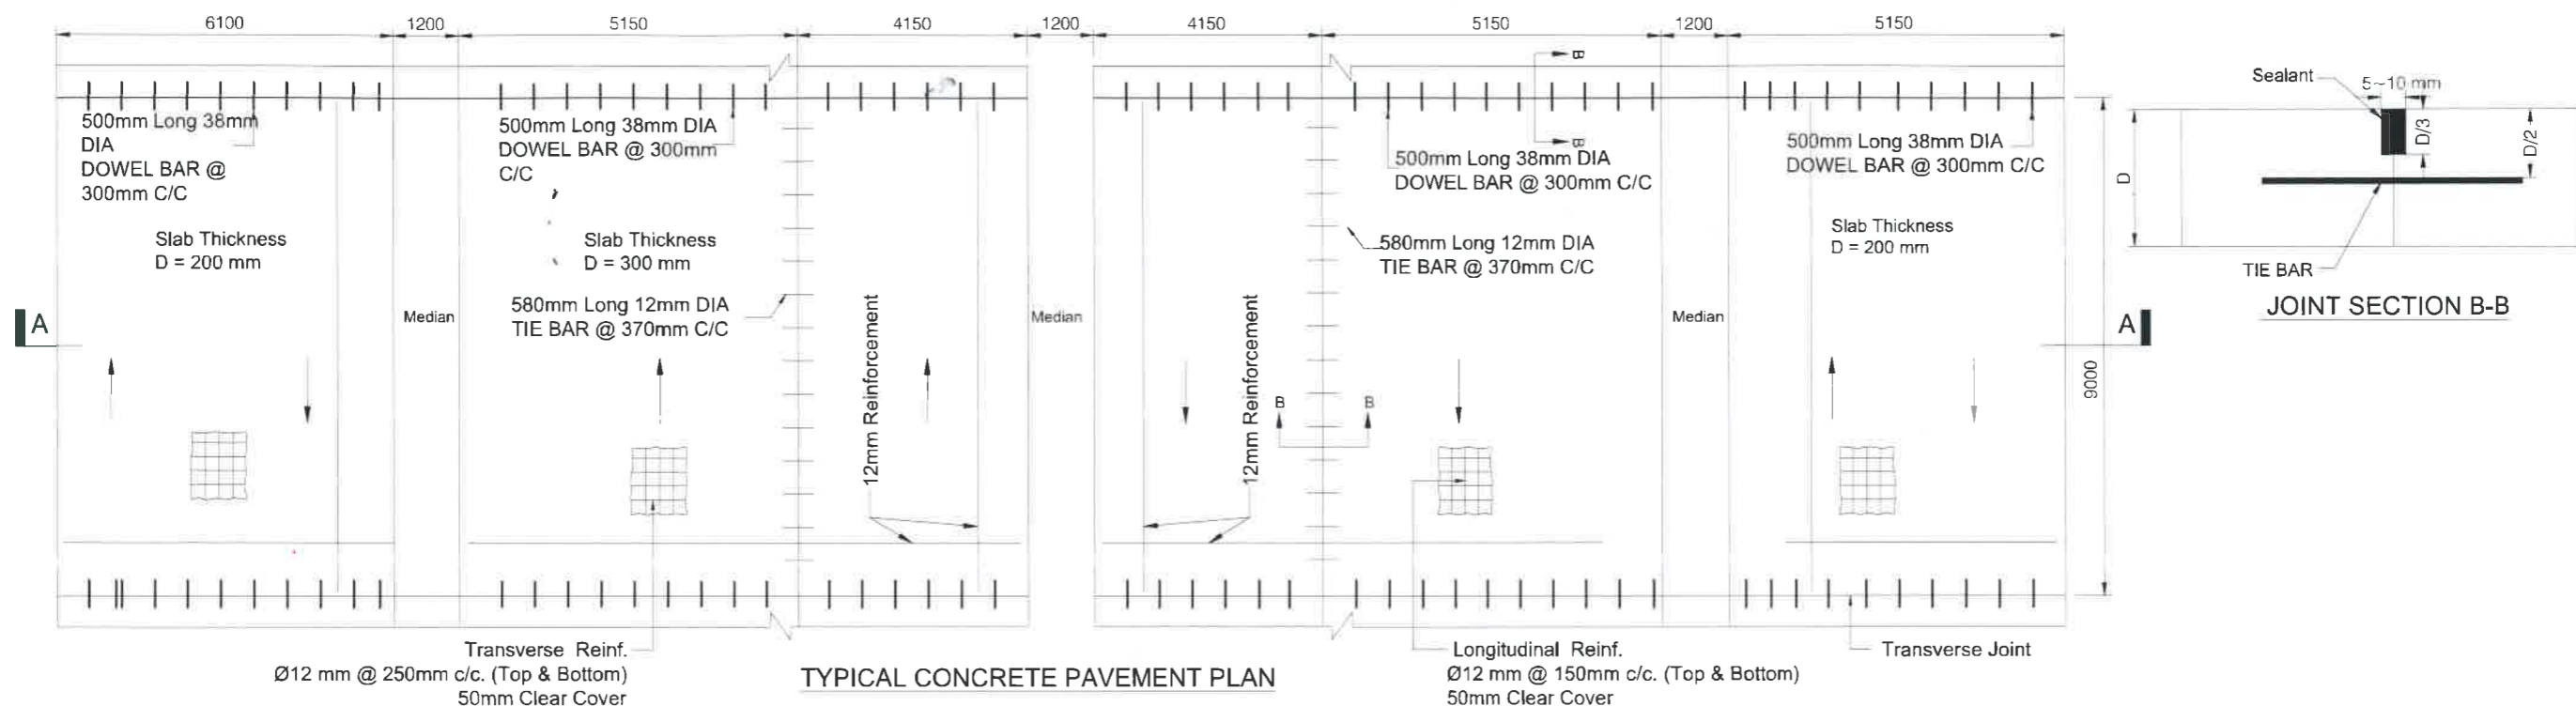 6100
1200
5150
4150
1200
4150
5150
1200
5150
B
B
500mm Long 38mm
DIA
DOWEL BAR @
300mm C/C
500mm Long 38mm DIA
DOWEL BAR @ 300mm
C/C
500mm Long 38mm DIA
DOWEL BAR @ 300mm C/C
500mm Long 38mm DIA
DOWEL BAR @ 300mm C/C
Slab Thickness
D = 200 mm
Slab Thickness
D = 300 mm
580mm Long 12mm DIA
TIE BAR @ 370mm C/C
580mm Long 12mm DIA
TIE BAR @ 370mm C/C
Slab Thickness
D = 200 mm
A
Median
Median
Median
A
9000
12mm Reinforcement
12mm Reinforcement
B
B
Transverse Reinf.
Ø12 mm @ 250mm c/c. (Top & Bottom)
50mm Clear Cover
TYPICAL CONCRETE PAVEMENT PLAN
Longitudinal Reinf.
Ø12 mm @ 150mm c/c. (Top & Bottom)
50mm Clear Cover
Transverse Joint
Sealant
5~10 mm
D/3
D/2
D
TIE BAR
JOINT SECTION B-B